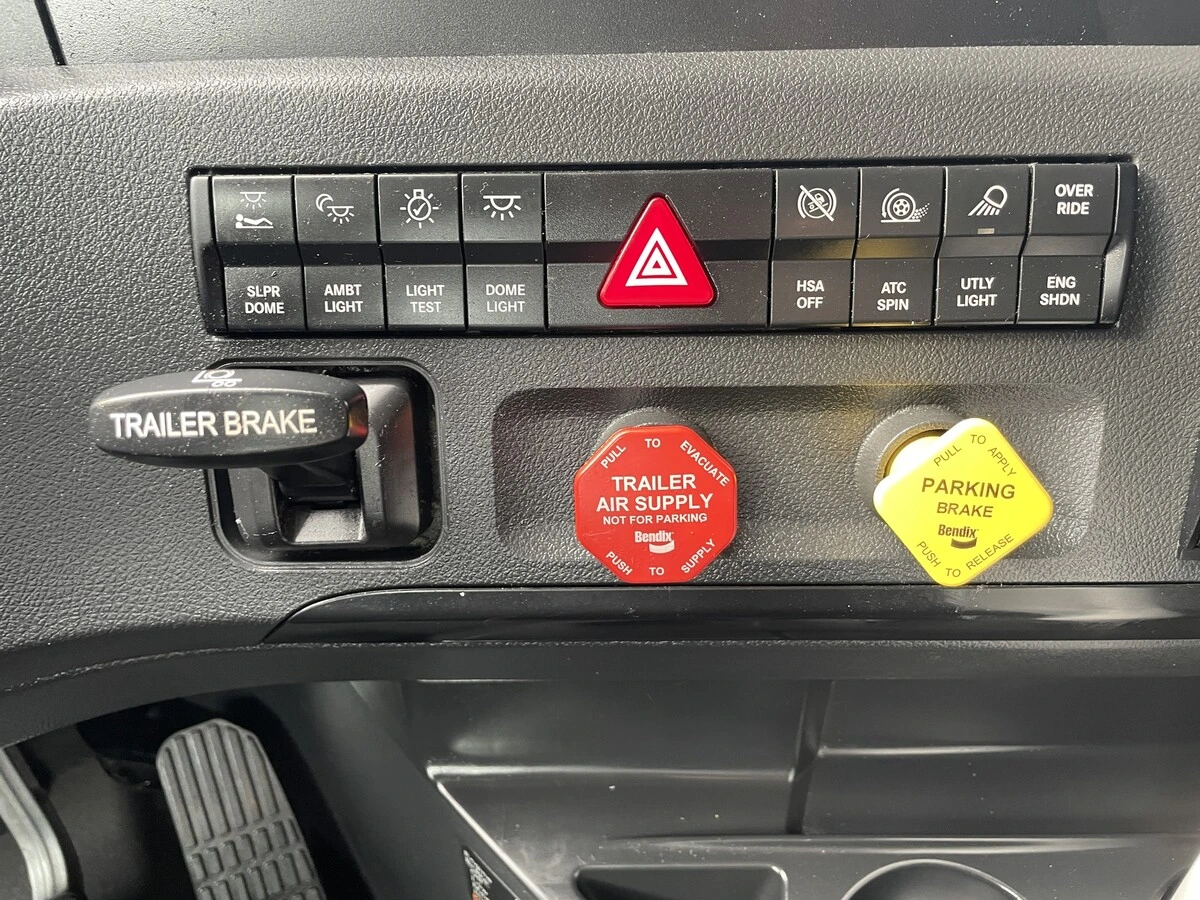 SLPR
DOME
AMBT
LIGHT
LIGHT
TEST
DOME
LIGHT
HSA
OFF
ATC
SPIN
UTLY
LIGHT
OVER
RIDE
ENG
SHDN
TRAILER BRAKE
PULL TO EVACUATE
TRAILER
AIR SUPPLY
NOT FOR PARKING
Bendix
PUSH TO SUPPLY
PULL TO APPLY
PARKING
BRAKE
Bendix
PUSH TO RELEASE